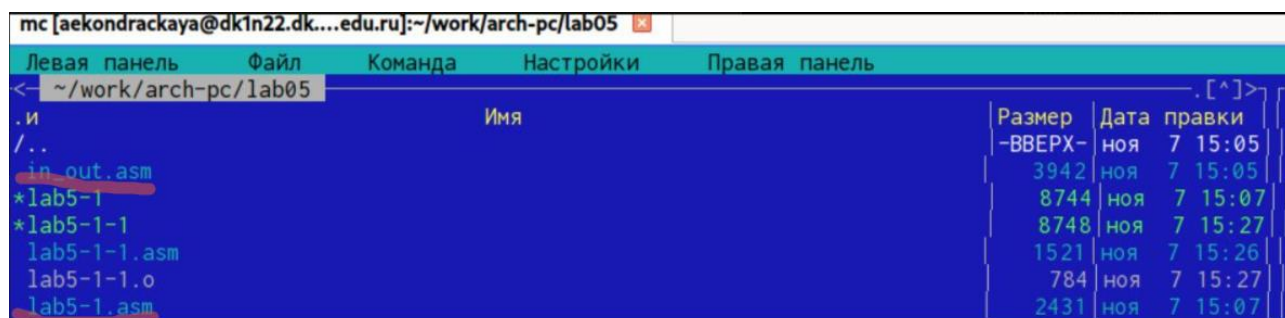 mc [aekondrackaya@dk1n22.dk....edu.ru]:~/work/arch-pc/lab05
Левая панель Файл Команда Настройки Правая панель
<─ ~/work/arch-pc/lab05 ─.[^]>┐
.и Имя Размер Дата правки
/.. -ВВЕРХ- ноя 7 15:05
in_out.asm 3942 ноя 7 15:05
*lab5-1 8744 ноя 7 15:07
*lab5-1-1 8748 ноя 7 15:27
lab5-1-1.asm 1521 ноя 7 15:26
lab5-1-1.o 784 ноя 7 15:27
lab5-1.asm 2431 ноя 7 15:07